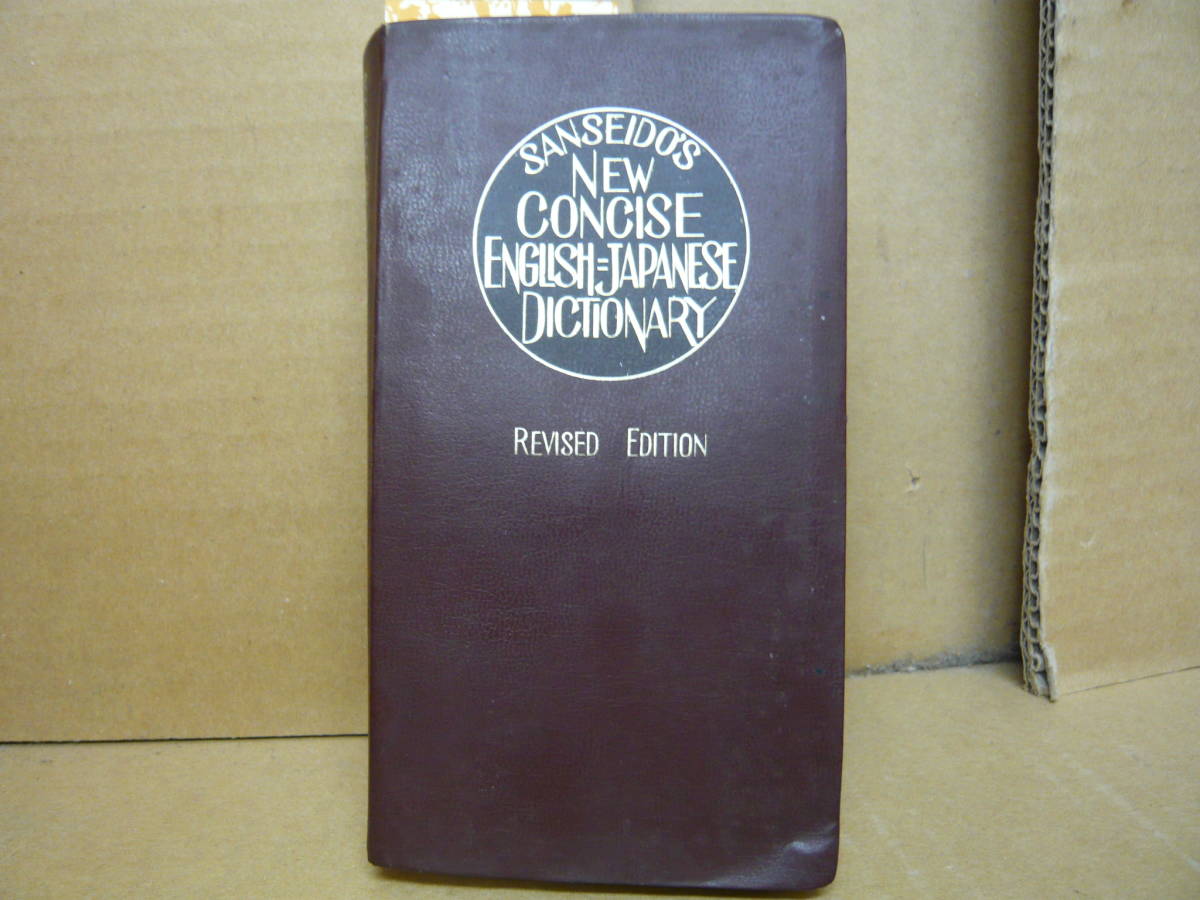 SANSEIDO'S
NEW
CONCISE
ENGLISH=JAPANESE
DICTIONARY
REVISED EDITION